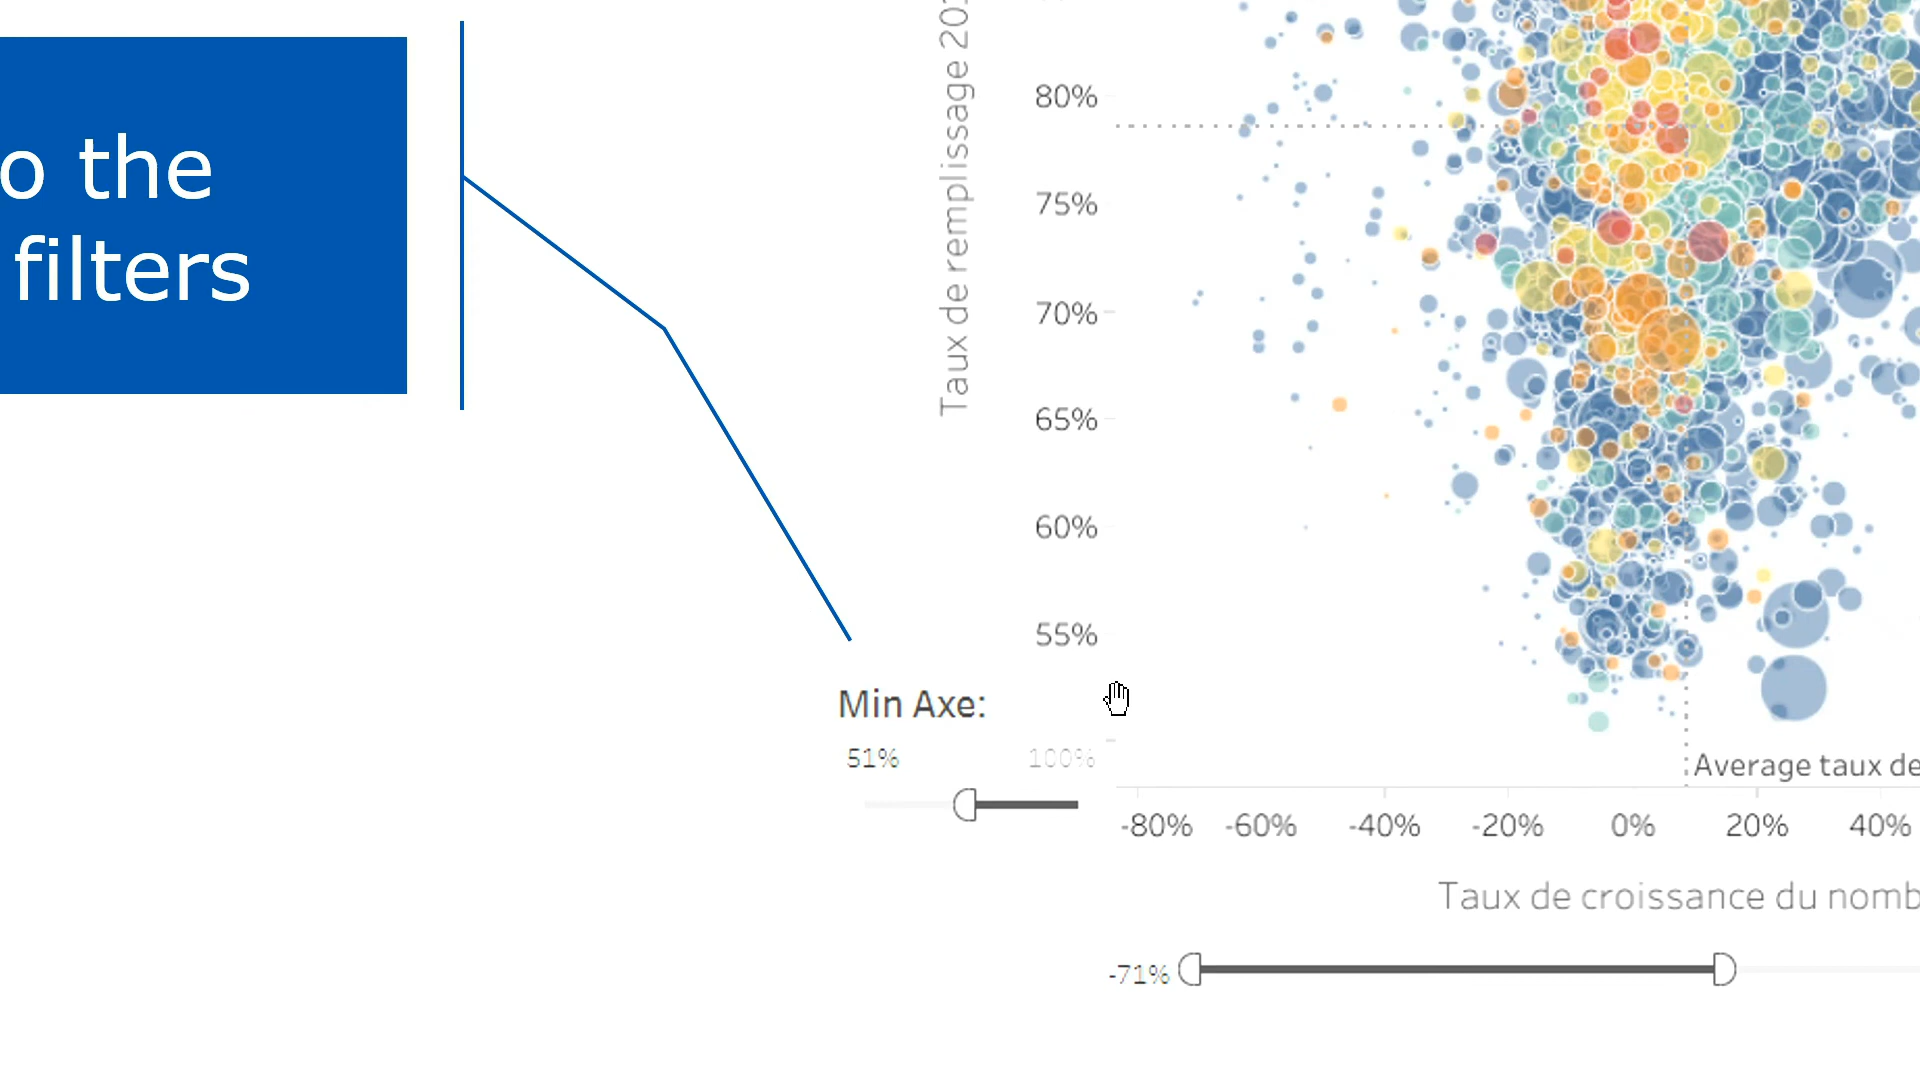 o the
filters
Taux de remplissage 20
80%
75%
70%
65%
60%
55%
Min Axe:
51% 100%
Average taux de
-80% -60% -40% -20% 0% 20% 40%
Taux de croissance du nomb
-71%